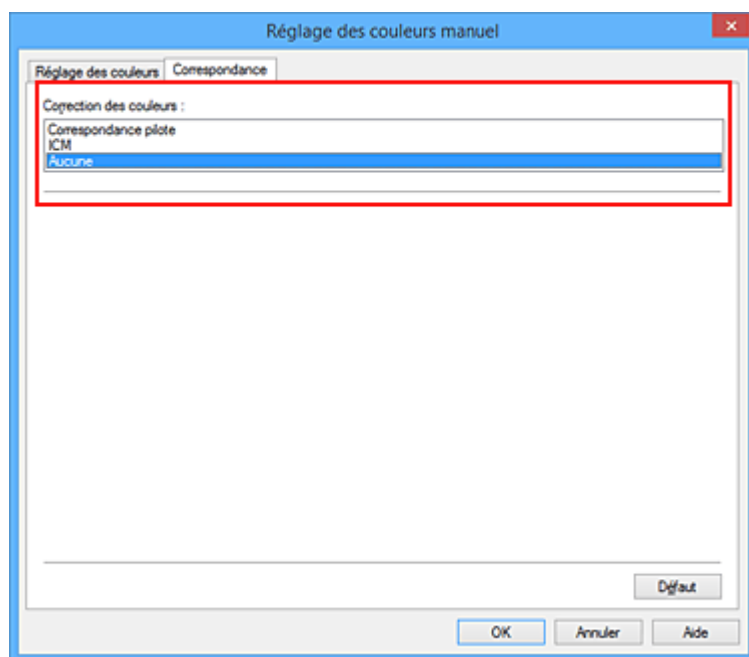 Réglage des couleurs manuel
Réglage des couleurs Correspondance
Correction des couleurs :
Correspondance pilote
ICM
Aucune
Défaut
OK Annuler Aide